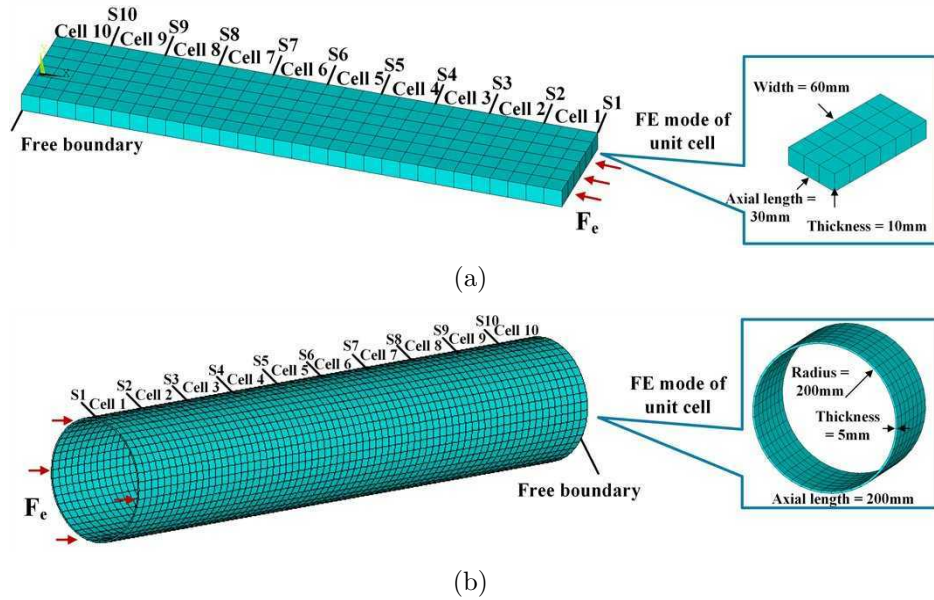 S10
Cell 10
S9
Cell 9
S8
Cell 8
S7
Cell 7
S6
Cell 6
S5
Cell 5
S4
Cell 4
S3
Cell 3
S2
Cell 2
S1
Cell 1
Free boundary
Fe
FE mode of
unit cell
Width = 60mm
Axial length =
30mm
Thickness = 10mm
(a)
S1
Cell 1
S2
Cell 2
S3
Cell 3
S4
Cell 4
S5
Cell 5
S6
Cell 6
S7
Cell 7
S8
Cell 8
S9
Cell 9
S10
Cell 10
Fe
Free boundary
FE mode of
unit cell
Radius =
200mm
Thickness
= 5mm
Axial length = 200mm
(b)